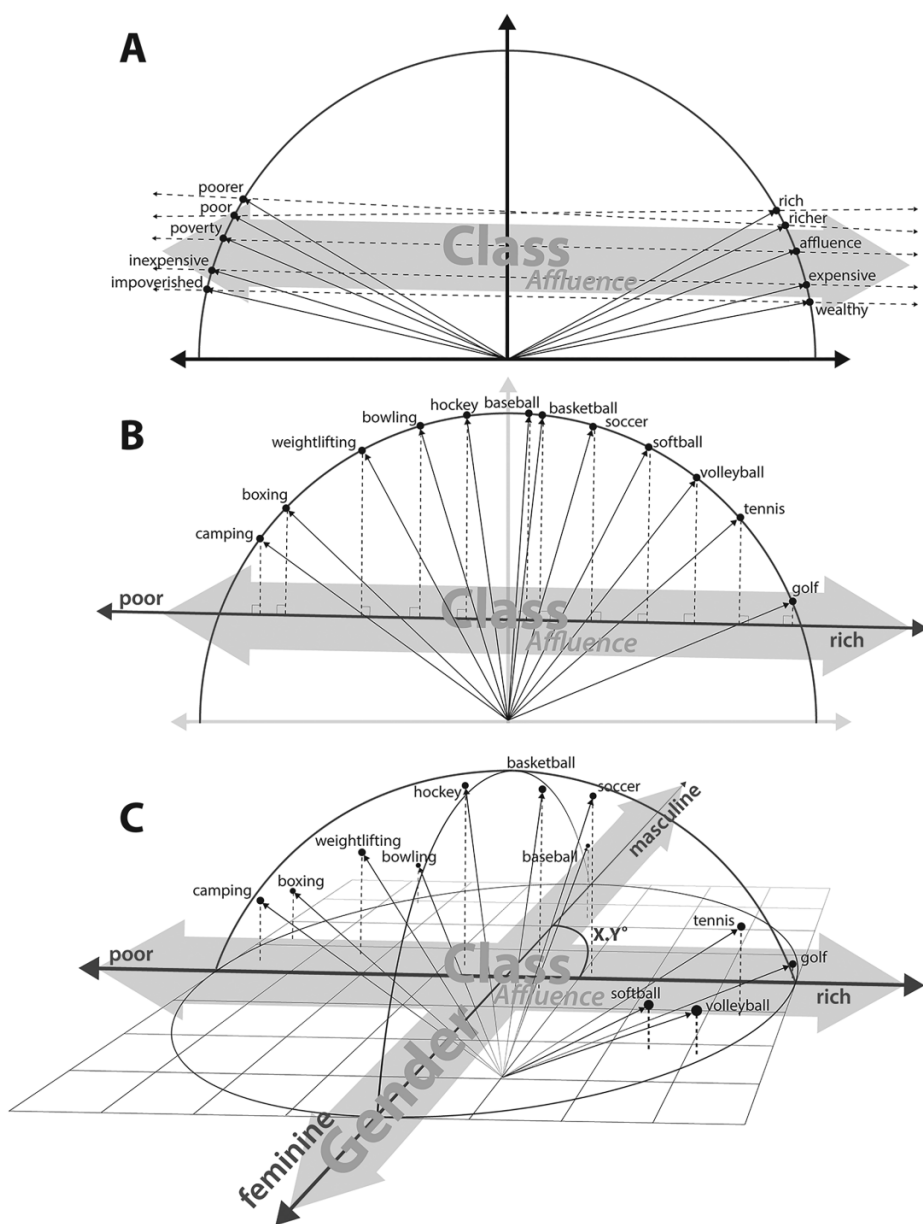 A
poorer
rich
poor
richer
poverty
Class
affluence
inexpensive
Affluence
expensive
impoverished
wealthy
B
hockey
baseball
basketball
bowling
soccer
weightlifting
softball
volleyball
boxing
tennis
camping
golf
poor
Class
Affluence
rich
C
basketball
hockey
soccer
masculine
weightlifting
bowling
baseball
camping
boxing
tennis
X.Y°
poor
Class
golf
Affluence
softball
volleyball
rich
Gender
feminine